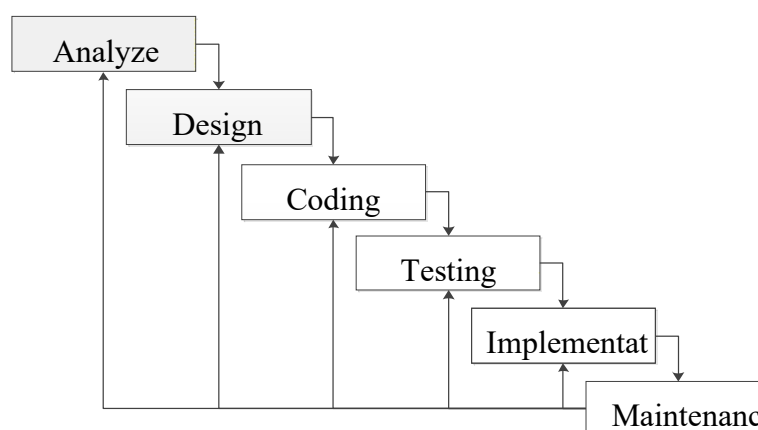 Analyze
Design
Coding
Testing
Implementat
Maintenanc